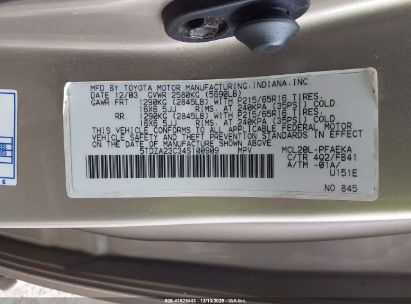 MFD BY TOYOTA MOTOR MANUFACTURING, INDIANA, INC
DATE 12/03 GVWR 2580KG (5690LB)
GAWR FRT 1290KG (2845LB) WITH P215/65R16 TIRES,
16X6.5JJ RIMS, AT 240KPA (35PSI) COLD.
RR 1290KG (2845LB) WITH P215/65R16 TIRES,
16X6.5JJ RIMS, AT 240KPA (35PSI) COLD.
THIS VEHICLE CONFORMS TO ALL APPLICABLE FEDERAL MOTOR VEHICLE
SAFETY STANDARDS IN EFFECT ON THE DATE OF MANUFACTURE SHOWN ABOVE.
5TDZA23C34S100909 MPV MCL20L-PFAEKA
C/TR 4Q2/FB41
A/TM -01A/
U151E
NO 845